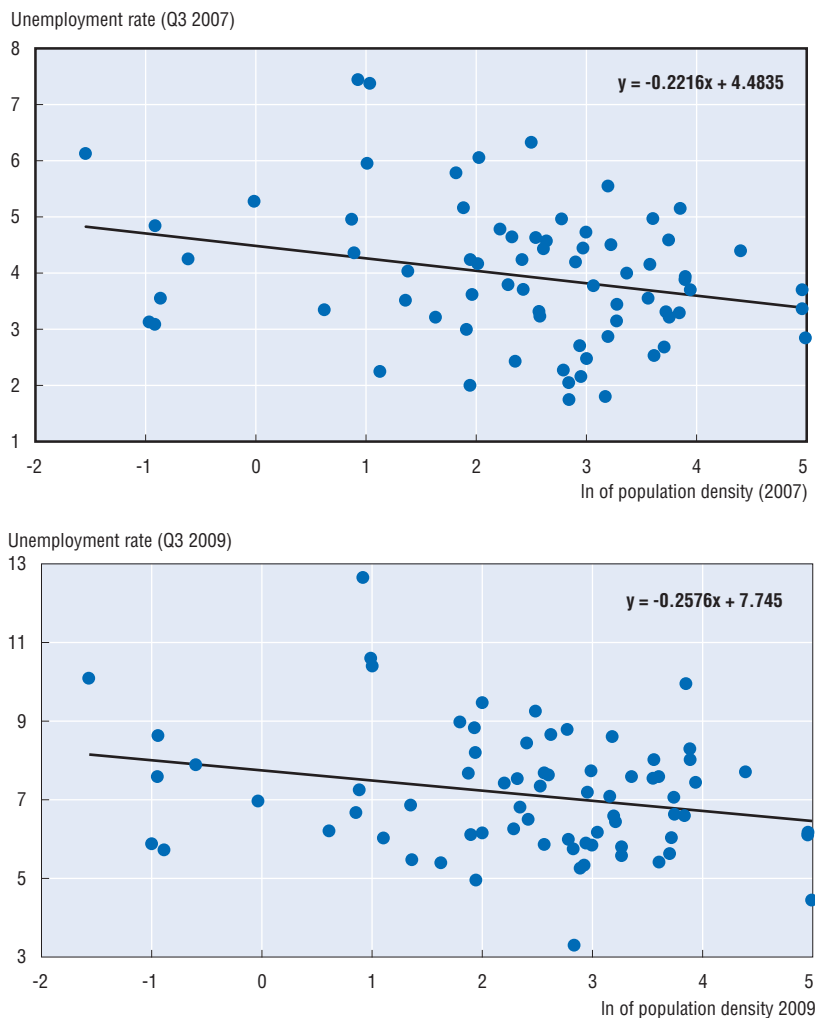 Unemployment rate (Q3 2007)
8
y = -0.2216x + 4.4835
7
6
5
4
3
2
1
-2 -1 0 1 2 3 4 5
ln of population density (2007)
Unemployment rate (Q3 2009)
13
y = -0.2576x + 7.745
11
9
7
5
3
-2 -1 0 1 2 3 4 5
ln of population density 2009